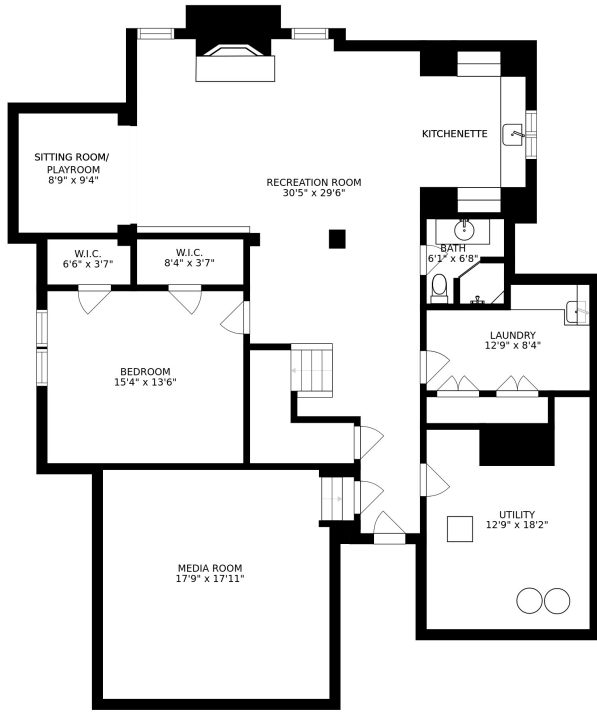 KITCHENETTE
SITTING ROOM/
PLAYROOM
8'9" x 9'4"
RECREATION ROOM
30'5" x 29'6"
W.I.C.
6'6" x 3'7"
W.I.C.
8'4" x 3'7"
BATH
6'1" x 6'8"
LAUNDRY
12'9" x 8'4"
BEDROOM
15'4" x 13'6"
UTILITY
12'9" x 18'2"
MEDIA ROOM
17'9" x 17'11"